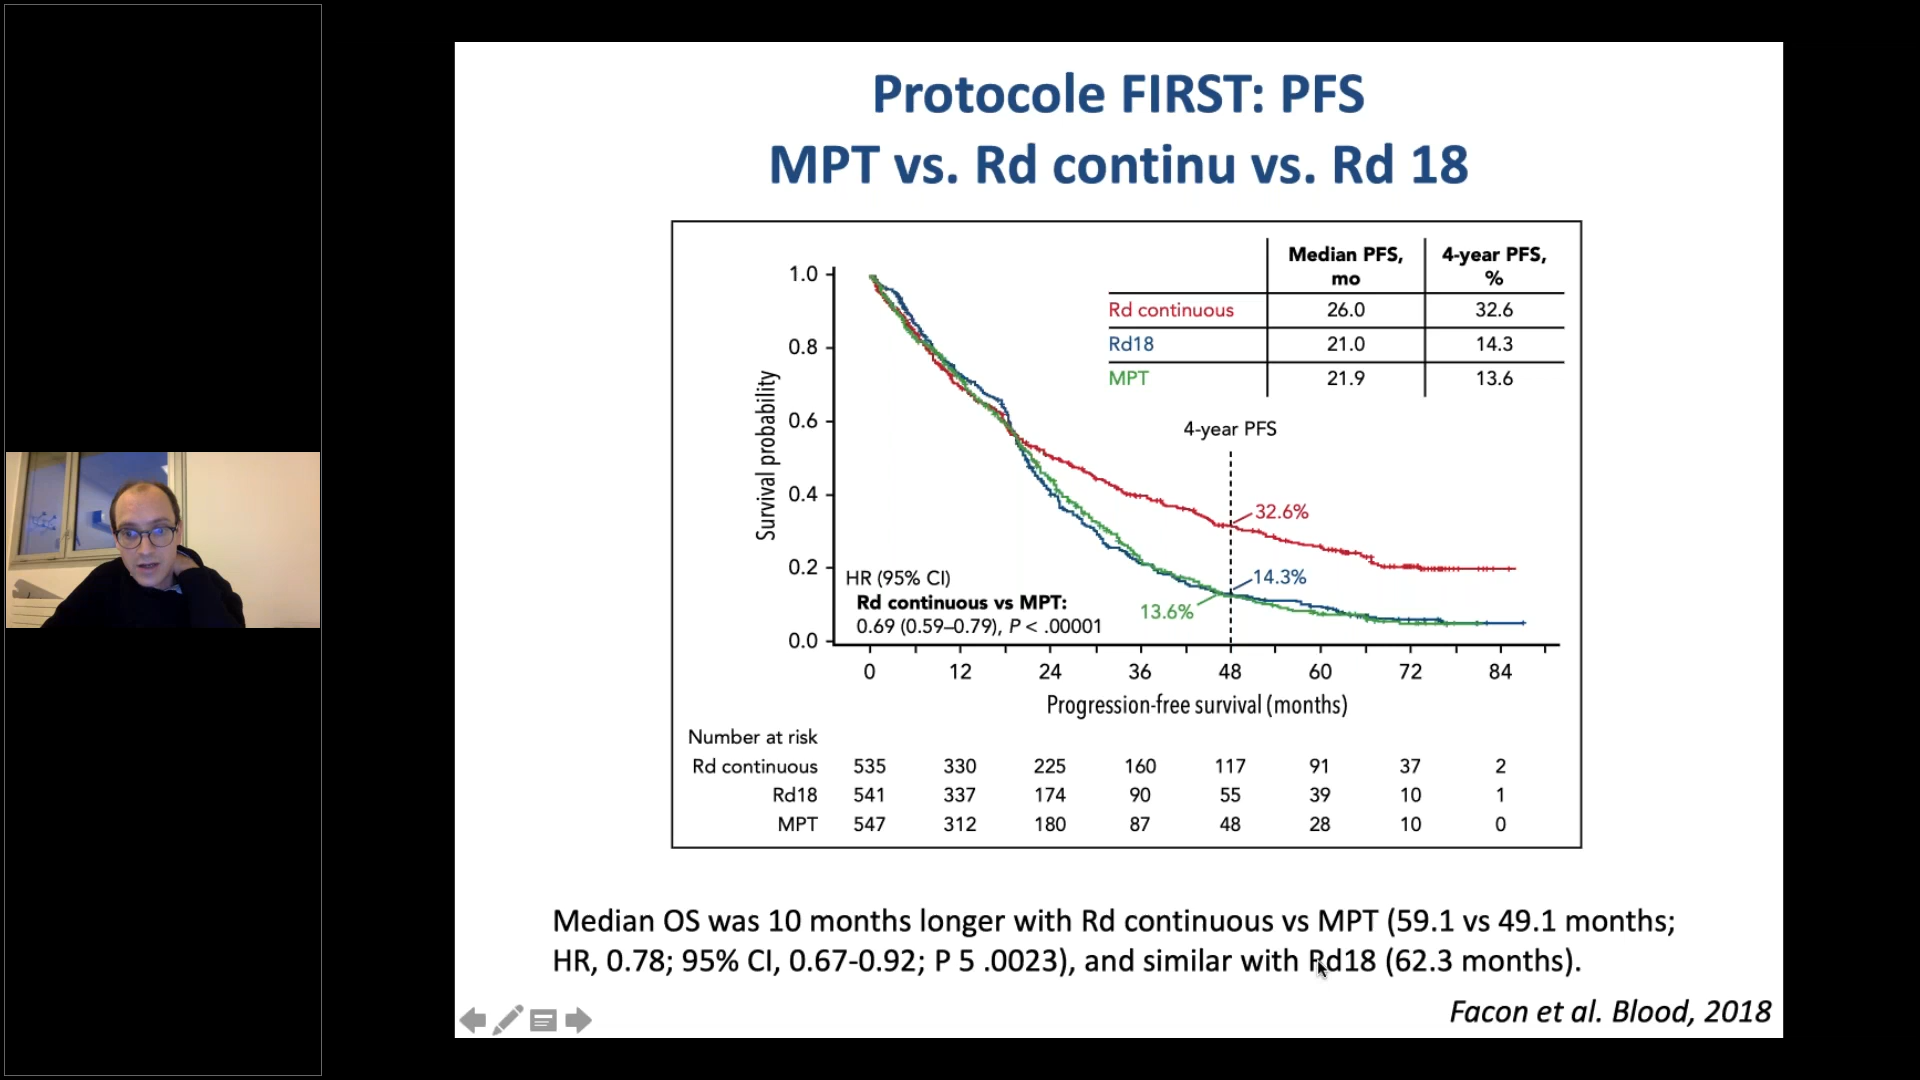 Protocole FIRST: PFS
MPT vs. Rd continu vs. Rd 18
Median PFS, mo
4-year PFS, %
Rd continuous 26.0 32.6
Rd18 21.0 14.3
MPT 21.9 13.6
Survival probability
1.0
0.8
0.6
0.4
0.2
0.0
4-year PFS
32.6%
14.3%
13.6%
HR (95% CI)
Rd continuous vs MPT:
0.69 (0.59–0.79), P < .00001
0 12 24 36 48 60 72 84
Progression-free survival (months)
Number at risk
Rd continuous 535 330 225 160 117 91 37 2
Rd18 541 337 174 90 55 39 10 1
MPT 547 312 180 87 48 28 10 0
Median OS was 10 months longer with Rd continuous vs MPT (59.1 vs 49.1 months;
HR, 0.78; 95% CI, 0.67-0.92; P 5 .0023), and similar with Rd18 (62.3 months).
Facon et al. Blood, 2018